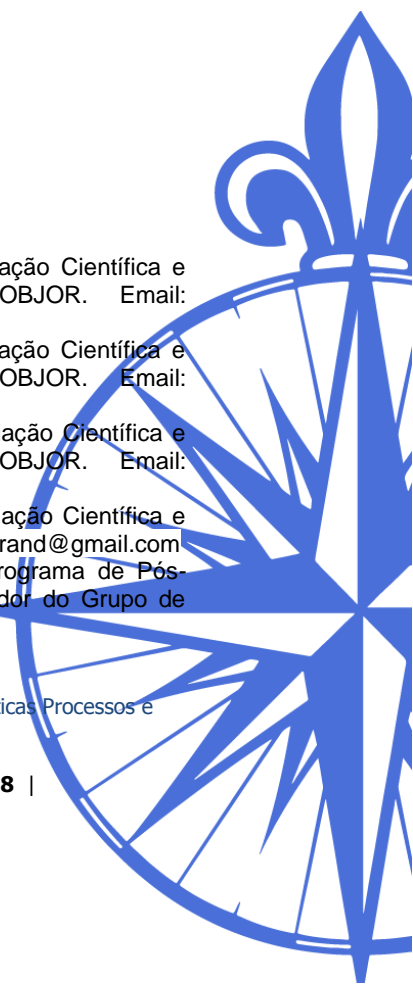 ação Científica e
OBJOR. Email:
ação Científica e
OBJOR. Email:
ação Científica e
OBJOR. Email:
ação Científica e
rand@gmail.com
rograma de Pós-
dor do Grupo de
ticas Processos e
8 |